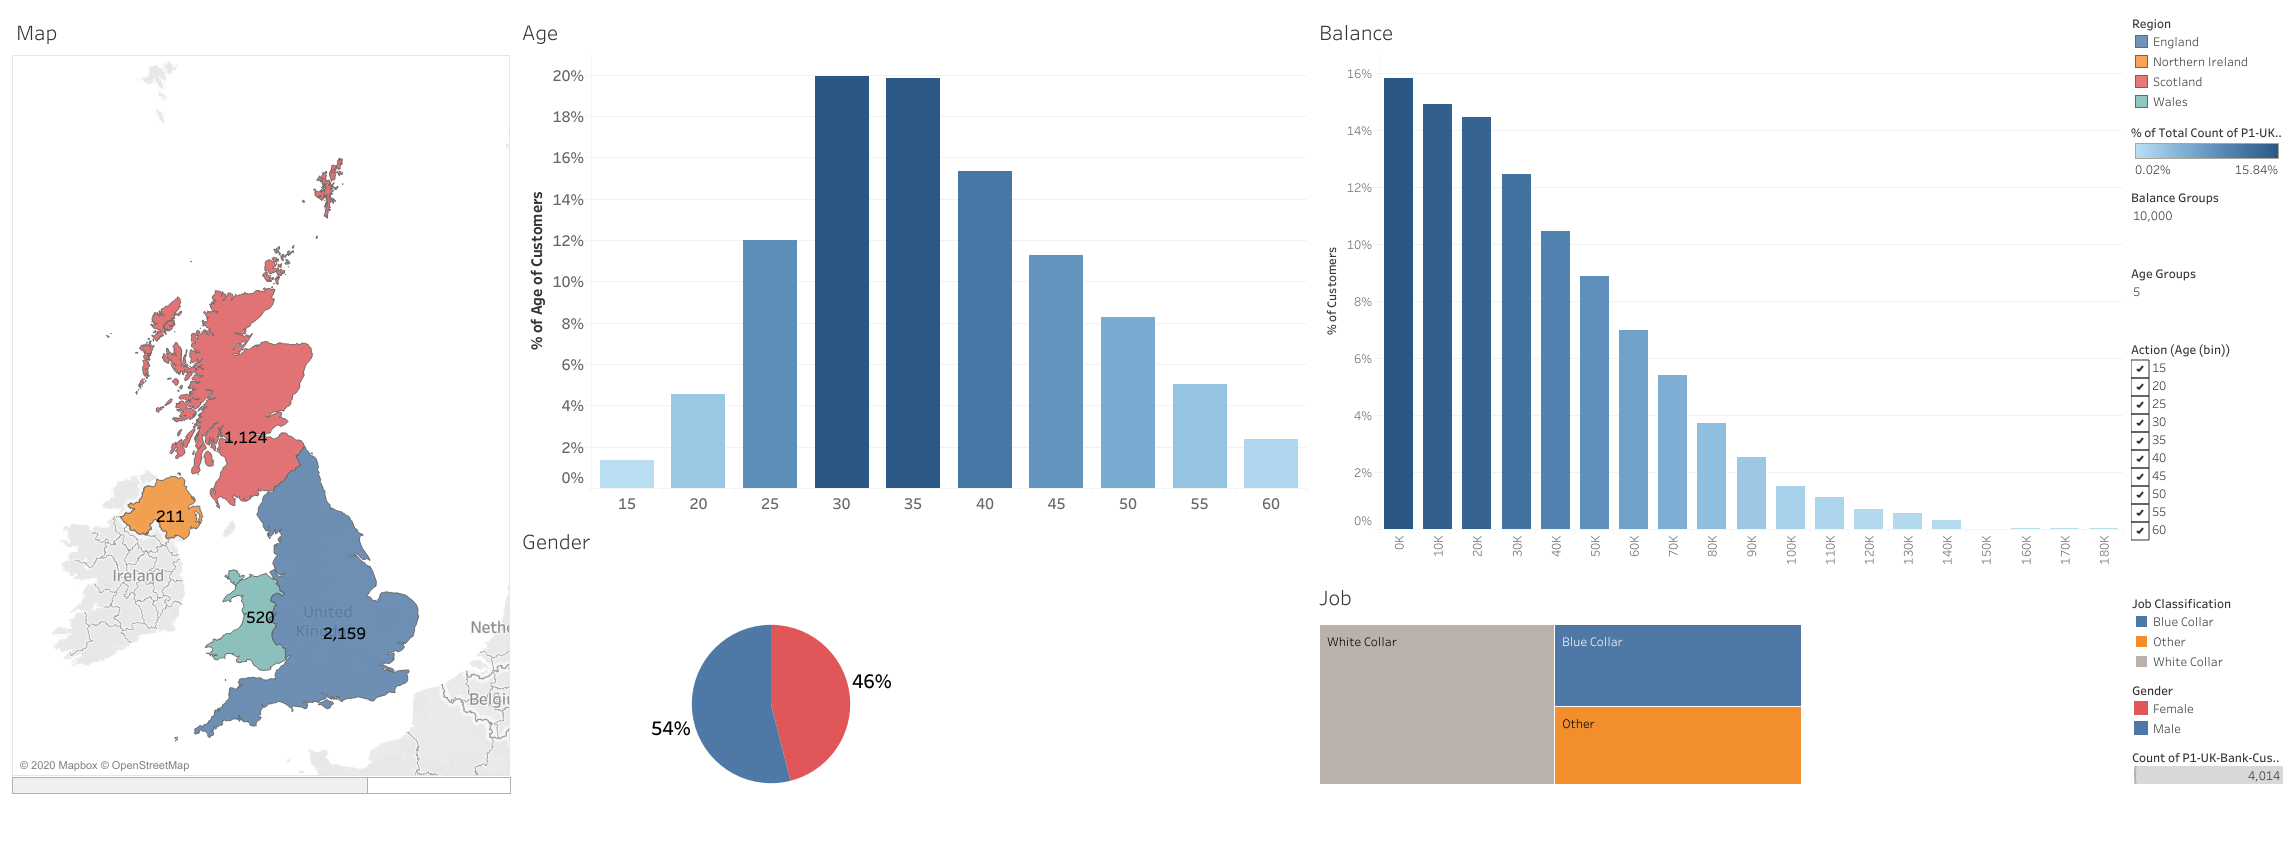 Map
1,124
211
Ireland
520
United
2,159
© 2020 Mapbox © OpenStreetMap
Age
% of Age of Customers
20%
18%
16%
14%
12%
10%
8%
6%
4%
2%
0%
15 20 25 30 35 40 45 50 55 60
Gender
46%
54%
Balance
% of Customers
16%
14%
12%
10%
8%
6%
4%
2%
0%
0K 10K 20K 30K 40K 50K 60K 70K 80K 90K 100K 110K 120K 130K 140K 150K 160K 170K 180K
Job
White Collar
Blue Collar
Other
Region
England
Northern Ireland
Scotland
Wales
% of Total Count of P1-UK..
0.02% 15.84%
Balance Groups
10,000
Age Groups
5
Action (Age (bin))
15
20
25
30
35
40
45
50
55
60
Job Classification
Blue Collar
Other
White Collar
Gender
Female
Male
Count of P1-UK-Bank-Cus..
4,014